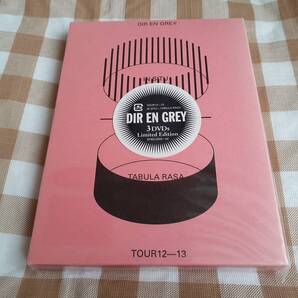 DIR EN GREY
DIR EN GREY
3DVDs
Limited Edition
TABULA RASA
TOUR12—13